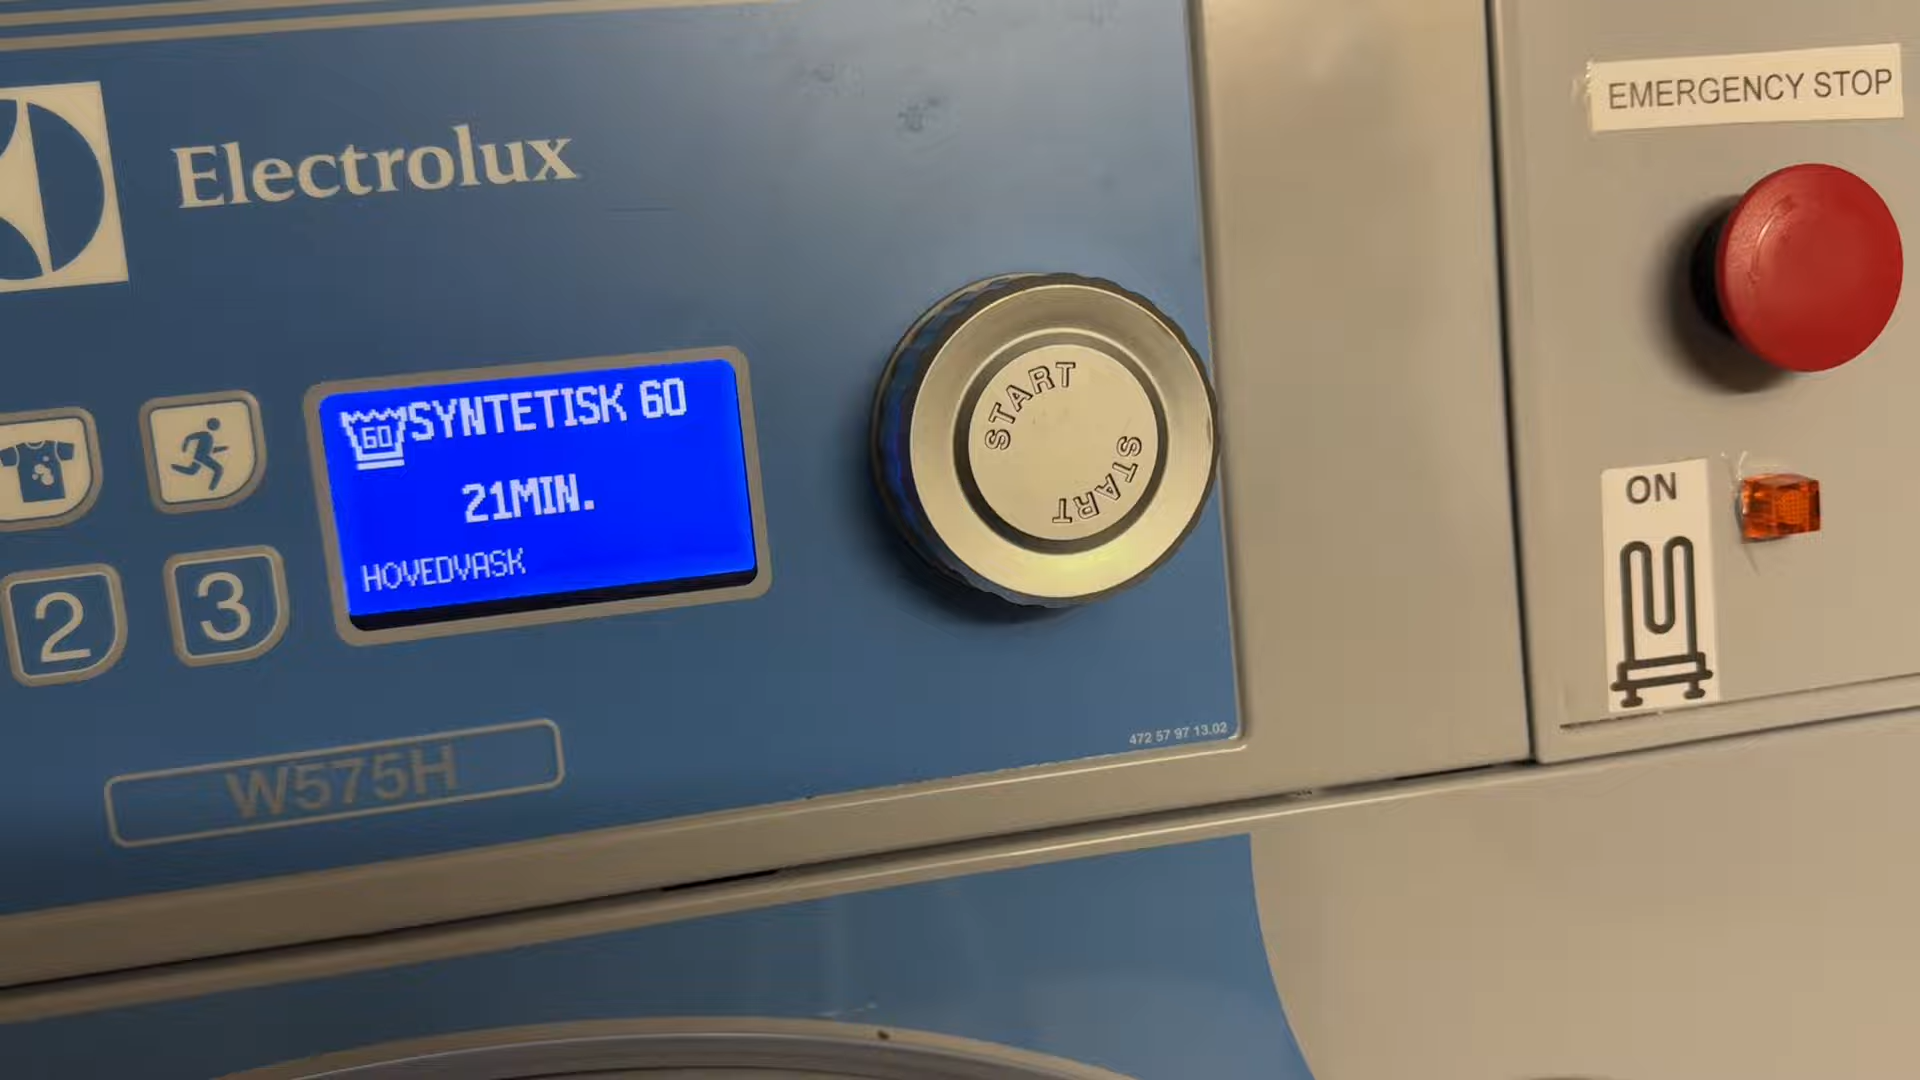 EMERGENCY STOP
Electrolux
60 SYNTETISK 60
21MIN.
HOVEDVASK
START
START
ON
2
3
W575H
472 57 97 13.02